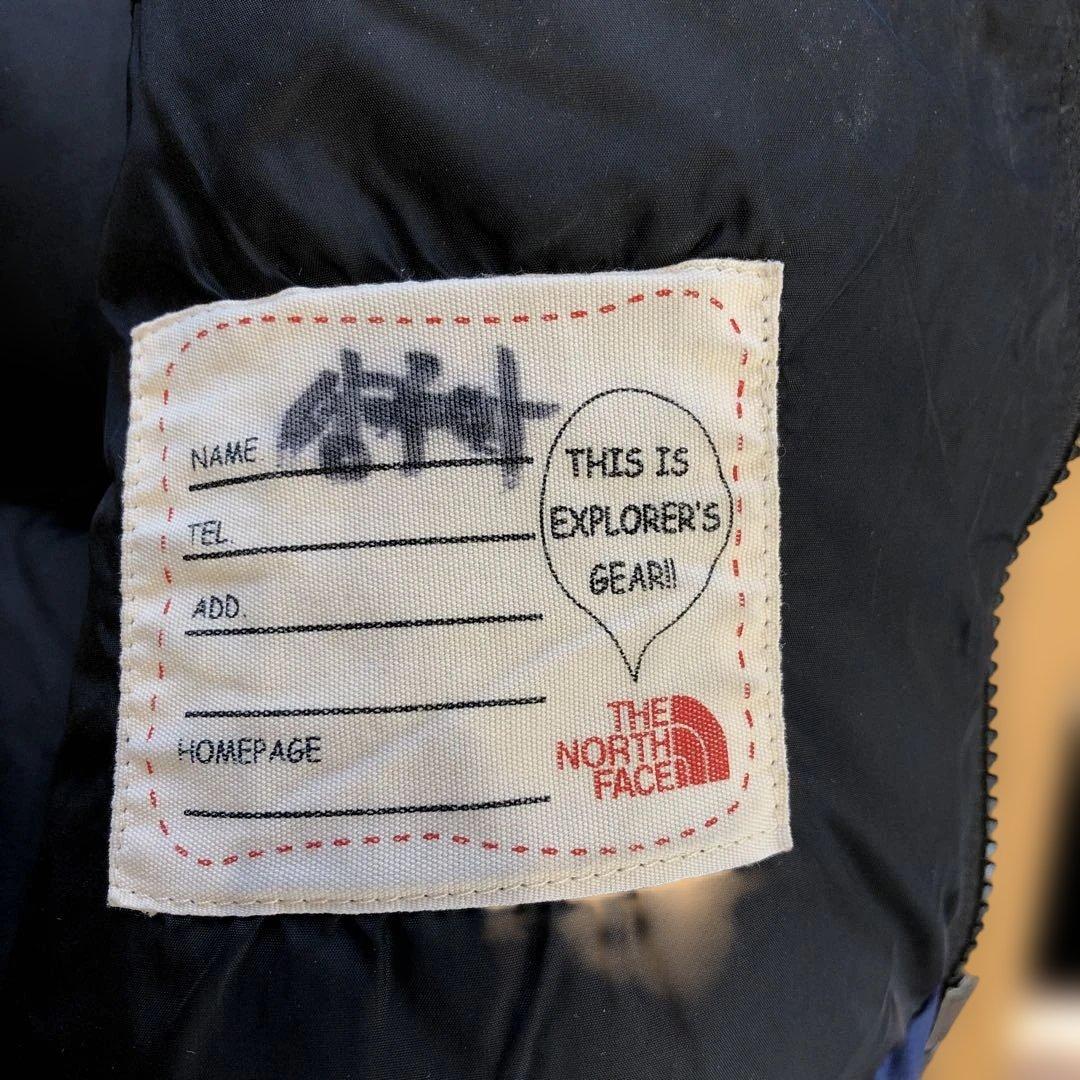 NAME
TEL.
ADD.
HOMEPAGE
THIS IS
EXPLORER'S
GEAR!!
THE
NORTH
FACE